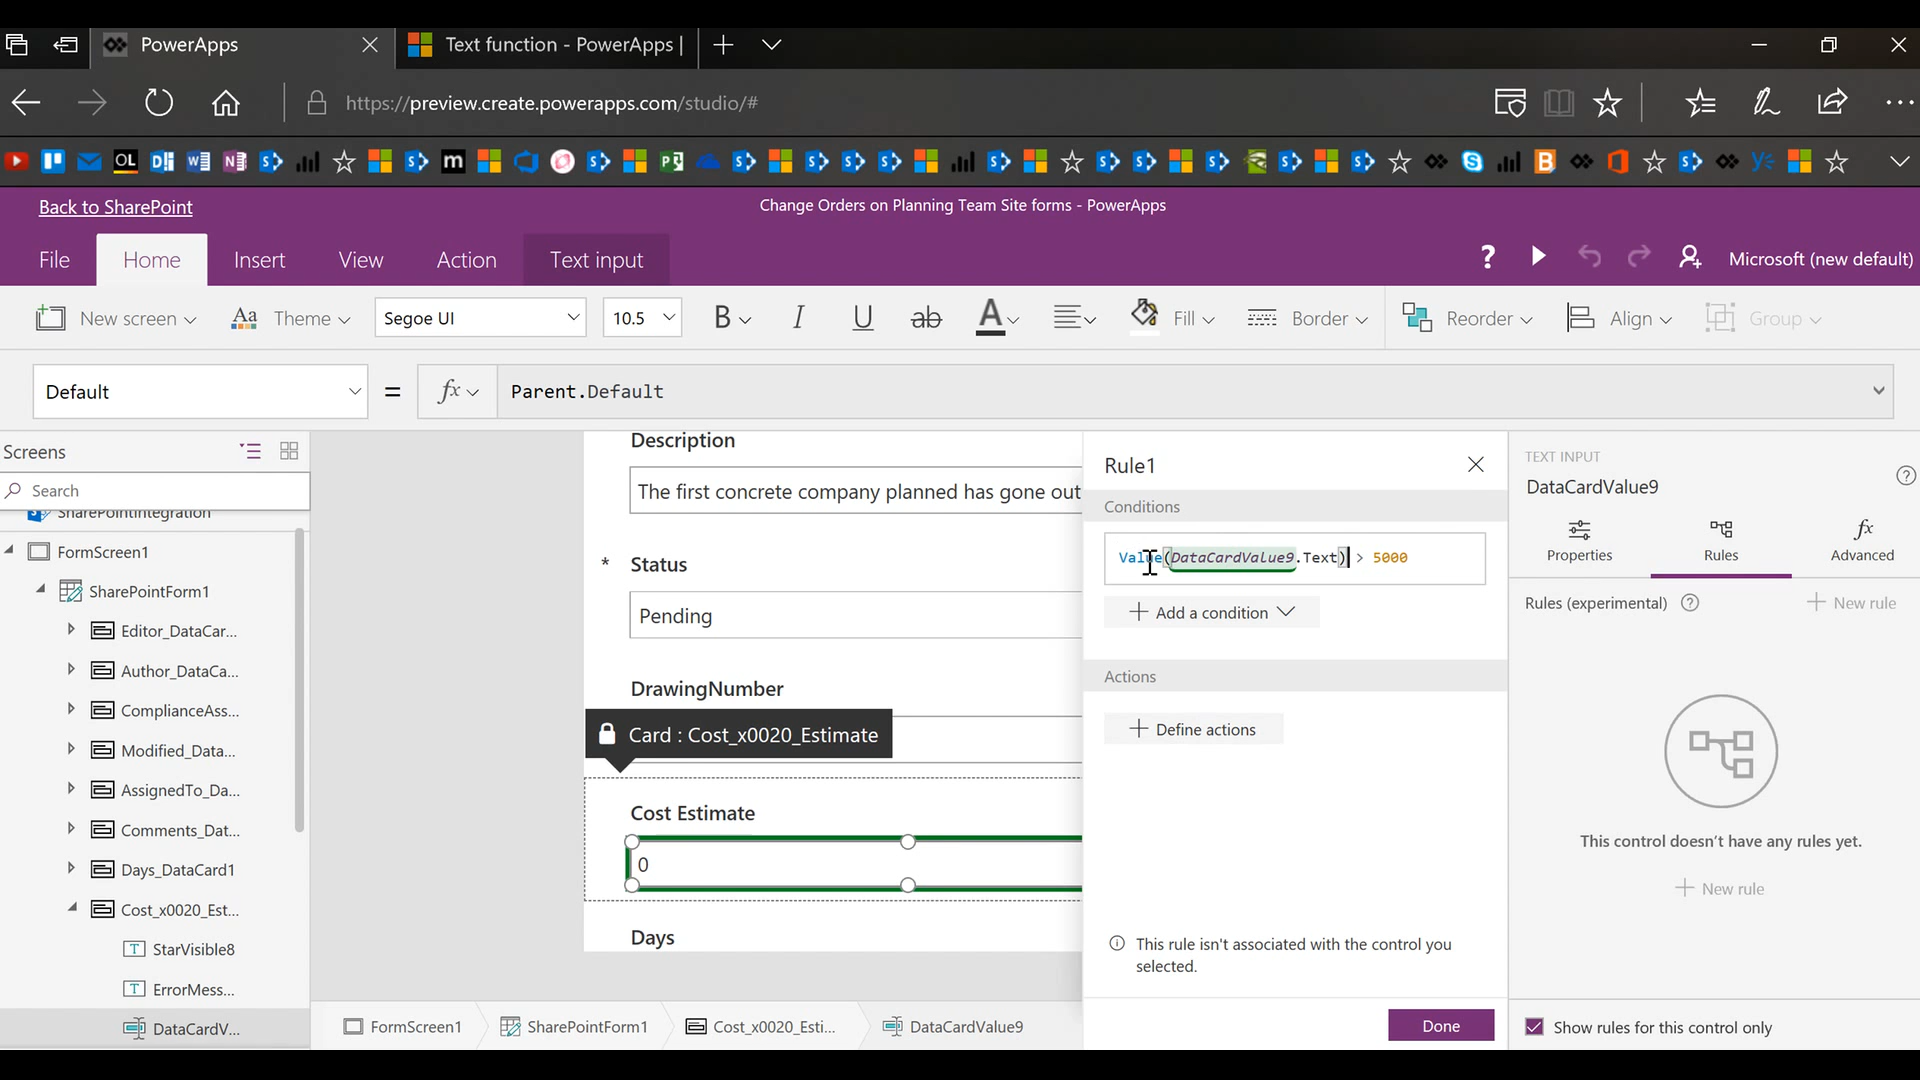 PowerApps
Text function - PowerApps |
https://preview.create.powerapps.com/studio/#
OL
m
B
Back to SharePoint
Change Orders on Planning Team Site forms - PowerApps
File
Home
Insert
View
Action
Text input
?
Microsoft (new default)
New screen
Aa
Theme
Segoe UI
10.5
B
I
U
ab
A
Fill
Border
Reorder
Align
Group
Default
=
fx
Parent.Default
Screens
Search
SharePointIntegration
FormScreen1
SharePointForm1
Editor_DataCar...
Author_DataCa...
ComplianceAss...
Modified_Data...
AssignedTo_Da...
Comments_Dat...
Days_DataCard1
Cost_x0020_Est...
StarVisible8
ErrorMess...
DataCardV...
Description
The first concrete company planned has gone out
* Status
Pending
DrawingNumber
Card : Cost_x0020_Estimate
Cost Estimate
0
Days
FormScreen1
SharePointForm1
Cost_x0020_Esti...
DataCardValue9
Rule1
Conditions
Value(DataCardValue9.Text) > 5000
Add a condition
Actions
Define actions
This rule isn't associated with the control you
selected.
Done
TEXT INPUT
DataCardValue9
Properties
Rules
fx
Advanced
Rules (experimental)
New rule
This control doesn't have any rules yet.
New rule
Show rules for this control only